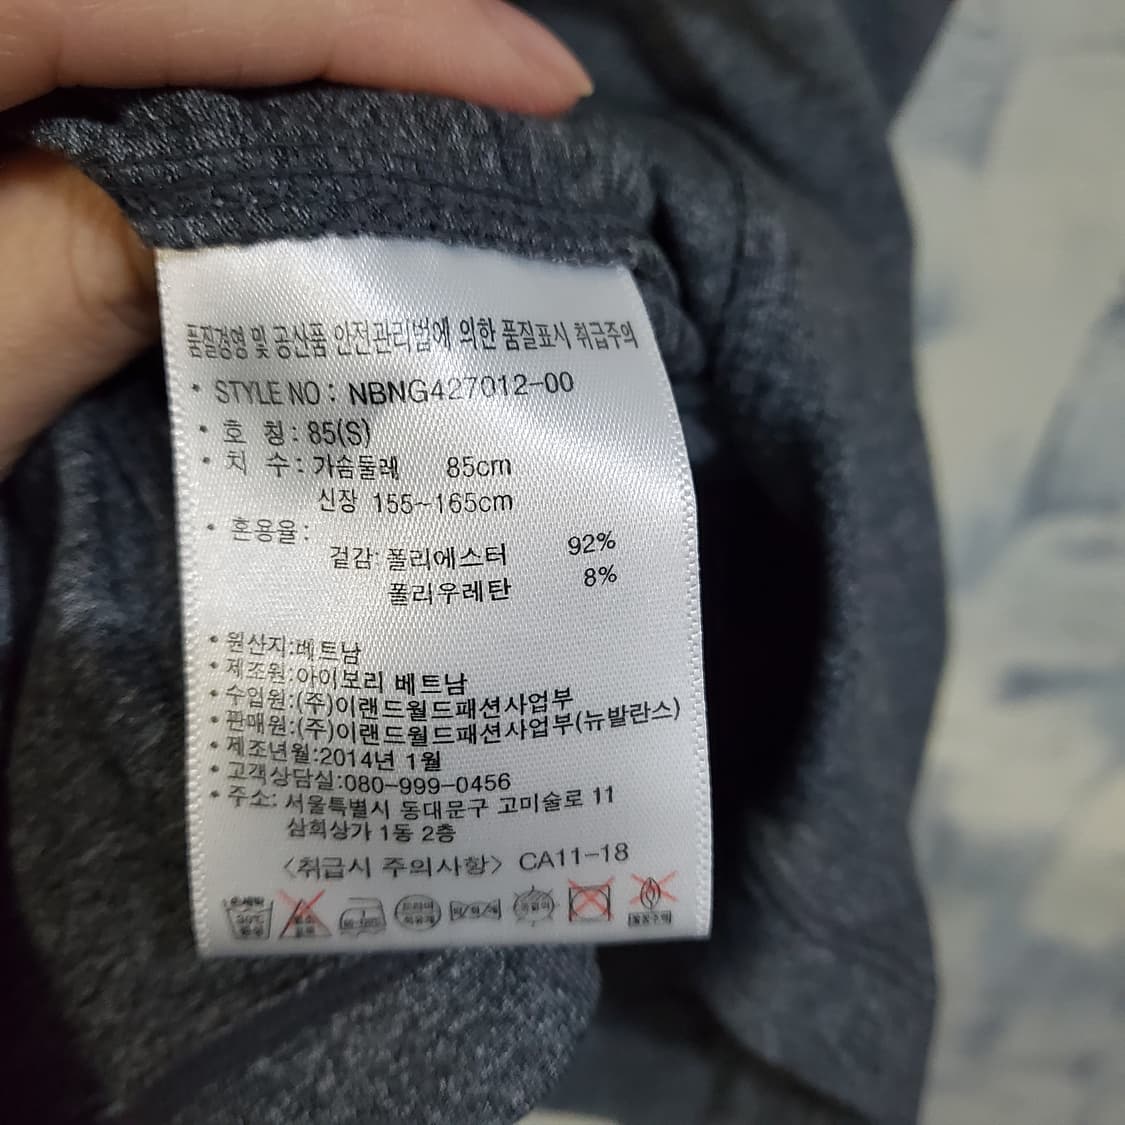 품질경영 및 공산품 안전관리법에 의한 품질표시 취급주의
• STYLE NO : NBNG427012-00
• 호 칭 : 85(S)
• 치 수 : 가슴둘레 85cm
신장 155~165cm
• 혼용율 :
겉감: 폴리에스터 92%
폴리우레탄 8%
• 원산지:베트남
• 제조원:아이보리 베트남
• 수입원:(주)이랜드월드패션사업부
• 판매원:(주)이랜드월드패션사업부(뉴발란스)
• 제조년월:2014년 1월
• 고객상담실:080-999-0456
• 주소: 서울특별시 동대문구 고미술로 11
삼희상가 1동 2층
<취급시 주의사항> CA11-18
30℃